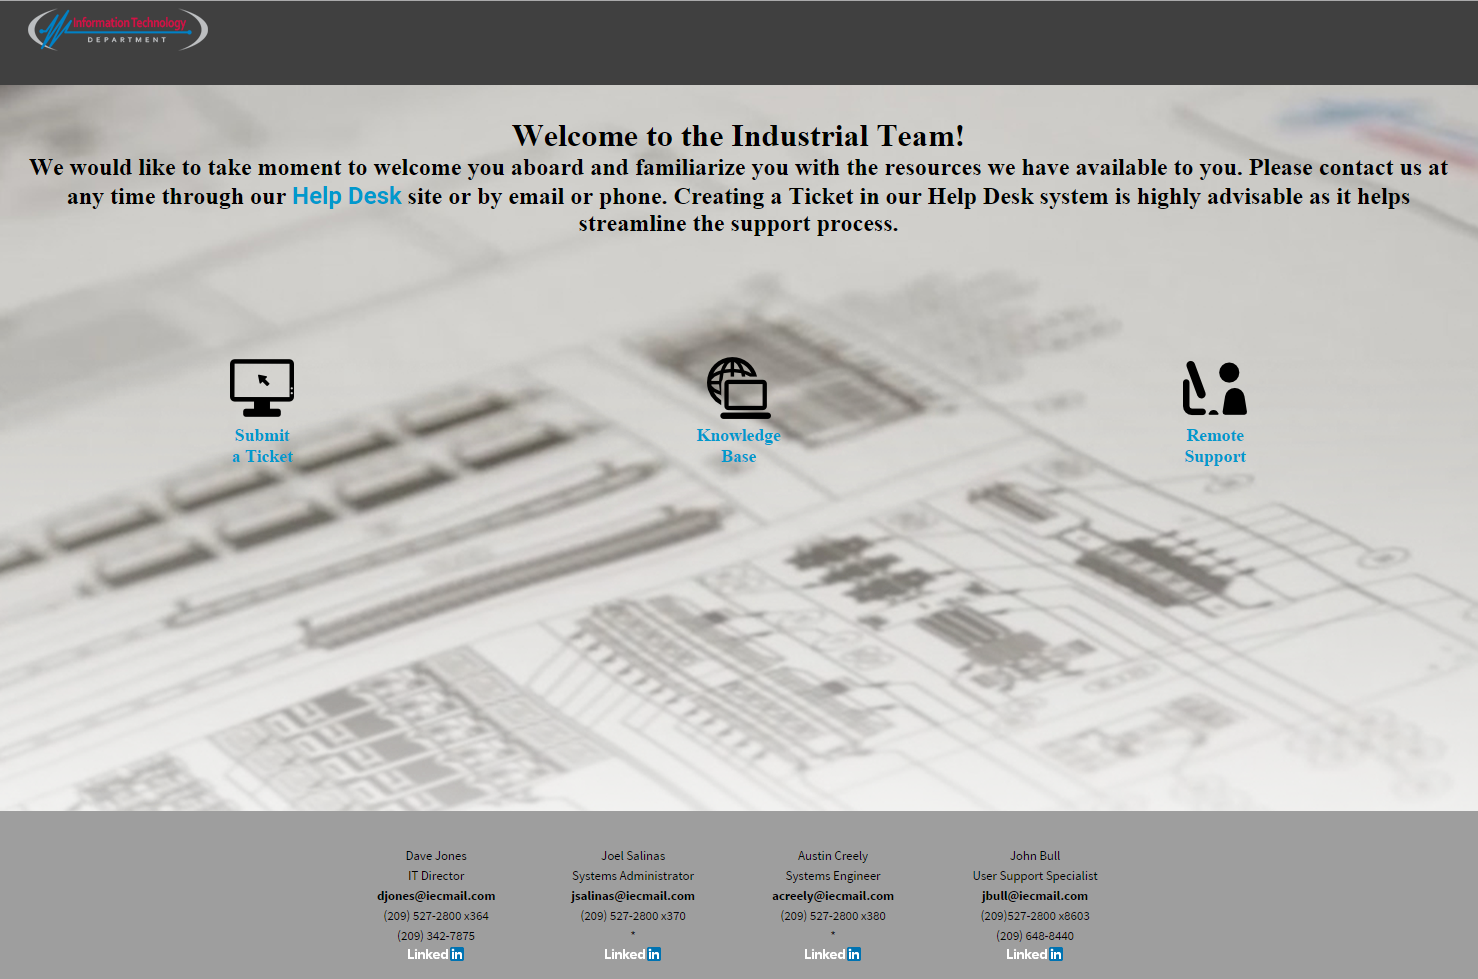 Information Technology
DEPARTMENT
Welcome to the Industrial Team!
We would like to take moment to welcome you aboard and familiarize you with the resources we have available to you. Please contact us at
any time through our Help Desk site or by email or phone. Creating a Ticket in our Help Desk system is highly advisable as it helps
streamline the support process.
Submit
a Ticket
Knowledge
Base
Remote
Support
Dave Jones
IT Director
djones@iecmail.com
(209) 527-2800 x364
(209) 342-7875
Linked in
Joel Salinas
Systems Administrator
jsalinas@iecmail.com
(209) 527-2800 x370
*
Linked in
Austin Creely
Systems Engineer
acreely@iecmail.com
(209) 527-2800 x380
*
Linked in
John Bull
User Support Specialist
jbull@iecmail.com
(209)527-2800 x8603
(209) 648-8440
Linked in